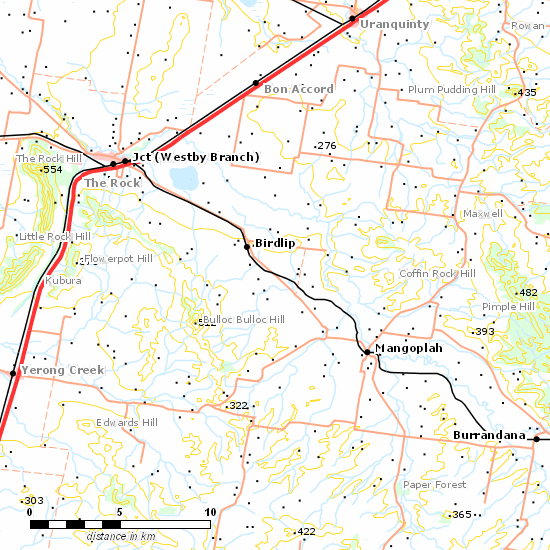 Uranquinty
Rowan
Bon Accord
Plum Pudding Hill
.435
.276
The Rock Hill
Jct (Westby Branch)
.554
The Rock
Maxwell
Little Rock Hill
Birdlip
Flowerpot Hill
Coffin Rock Hill
Kubura
.482
Pimple Hill
Bulloc Bulloc Hill
.512
.393
Mangoplah
Yerong Creek
.322
Edwards Hill
Burrandana
Paper Forest
.303
.365
0 5 10
distance in km
.422